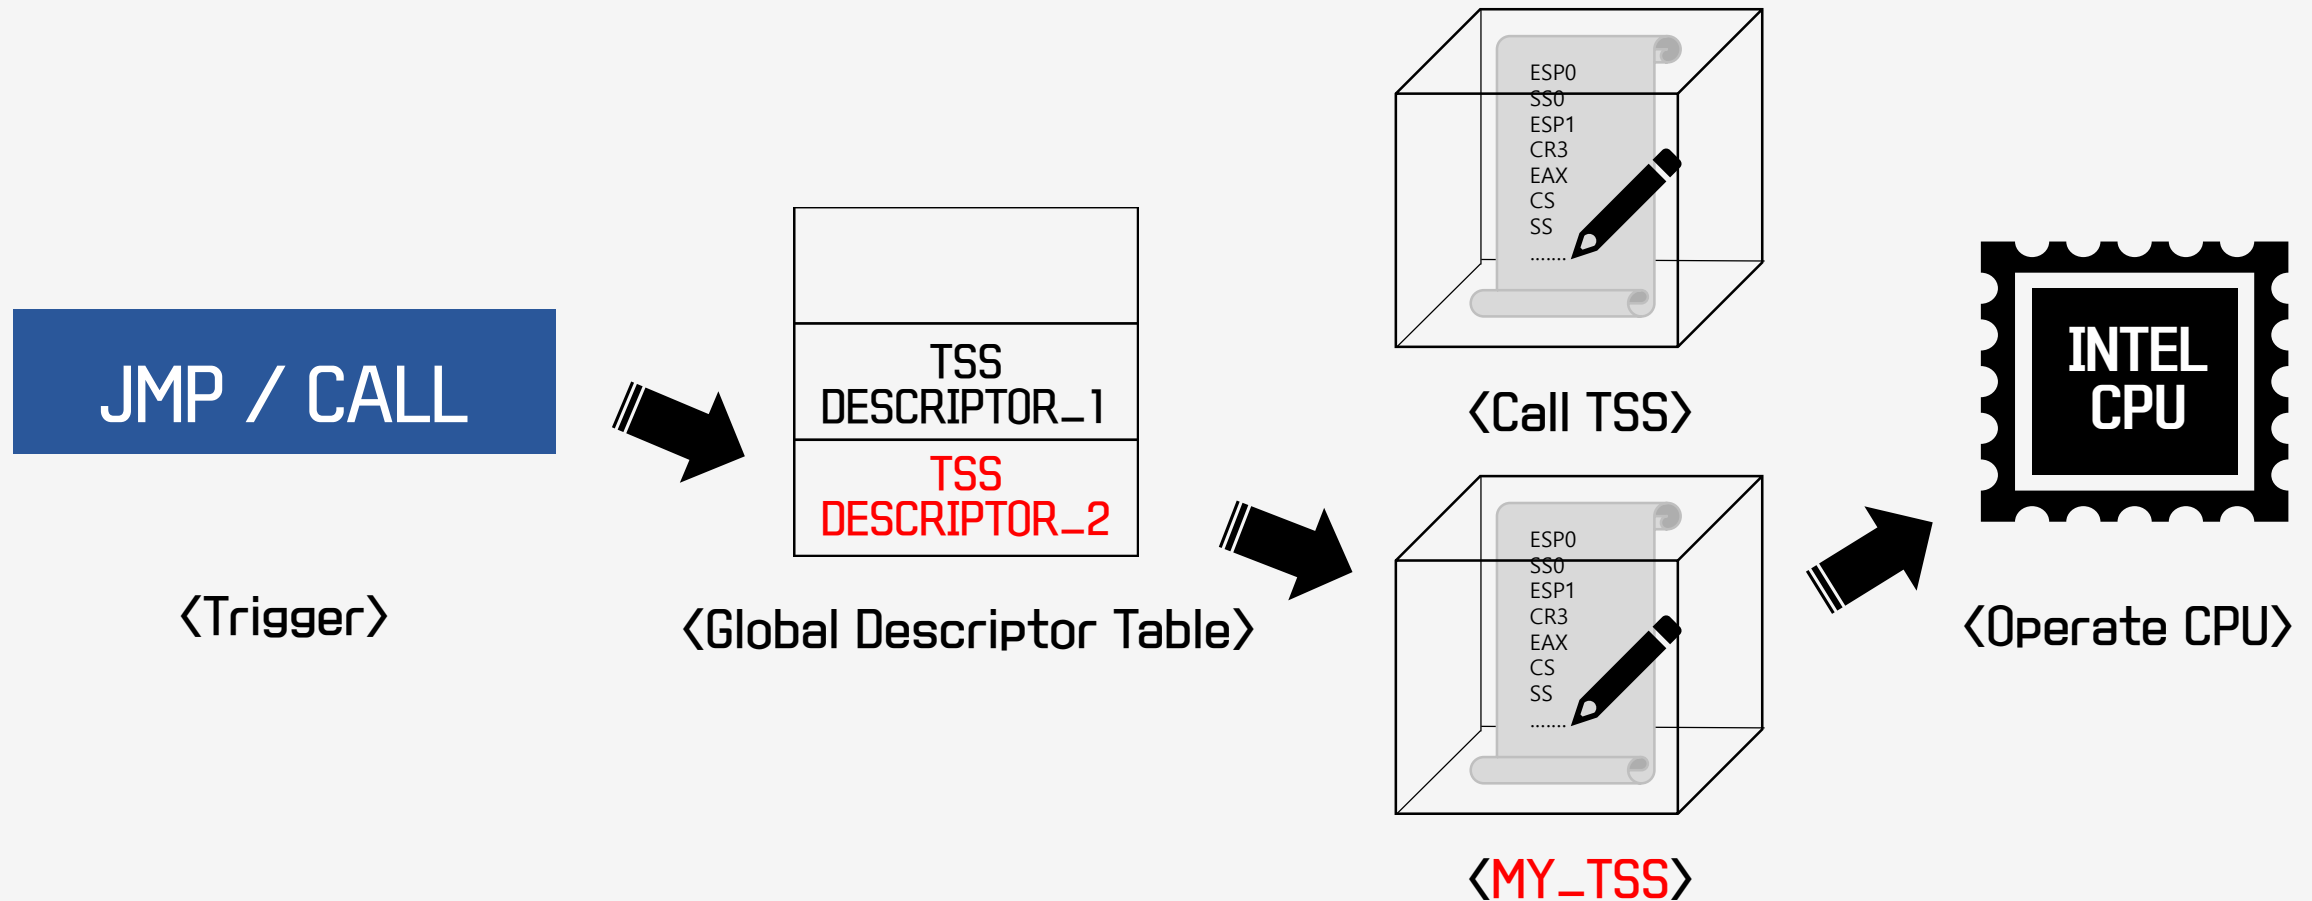 JMP / CALL
〈Trigger〉
TSS
DESCRIPTOR_1
TSS
DESCRIPTOR_2
〈Global Descriptor Table〉
ESP0
SS0
ESP1
CR3
EAX
CS
SS
.......
〈Call TSS〉
ESP0
SS0
ESP1
CR3
EAX
CS
SS
.......
〈MY_TSS〉
INTEL
CPU
〈Operate CPU〉